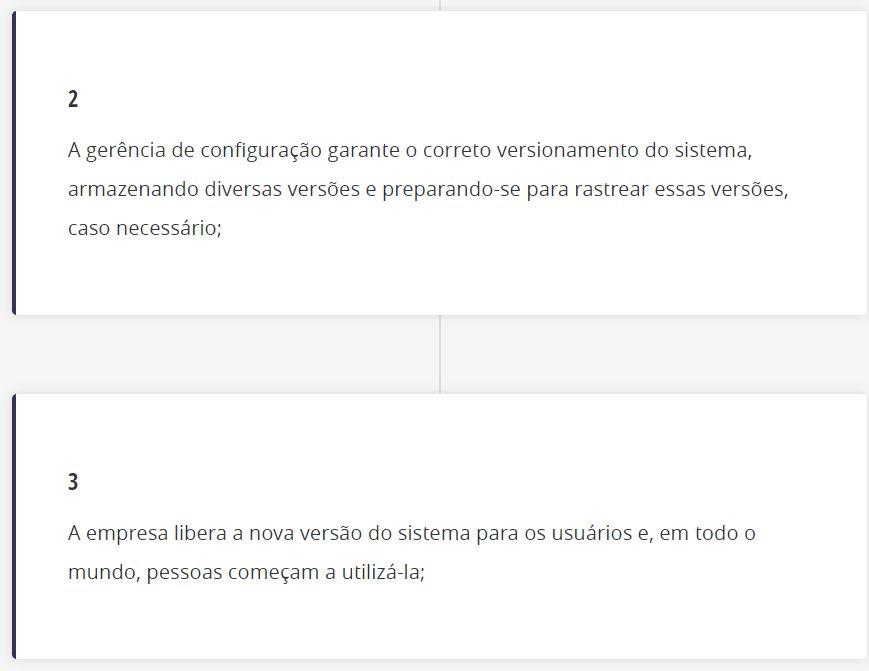 2
A gerência de configuração garante o correto versionamento do sistema,
armazenando diversas versões e preparando-se para rastrear essas versões,
caso necessário;
3
A empresa libera a nova versão do sistema para os usuários e, em todo o
mundo, pessoas começam a utilizá-la;